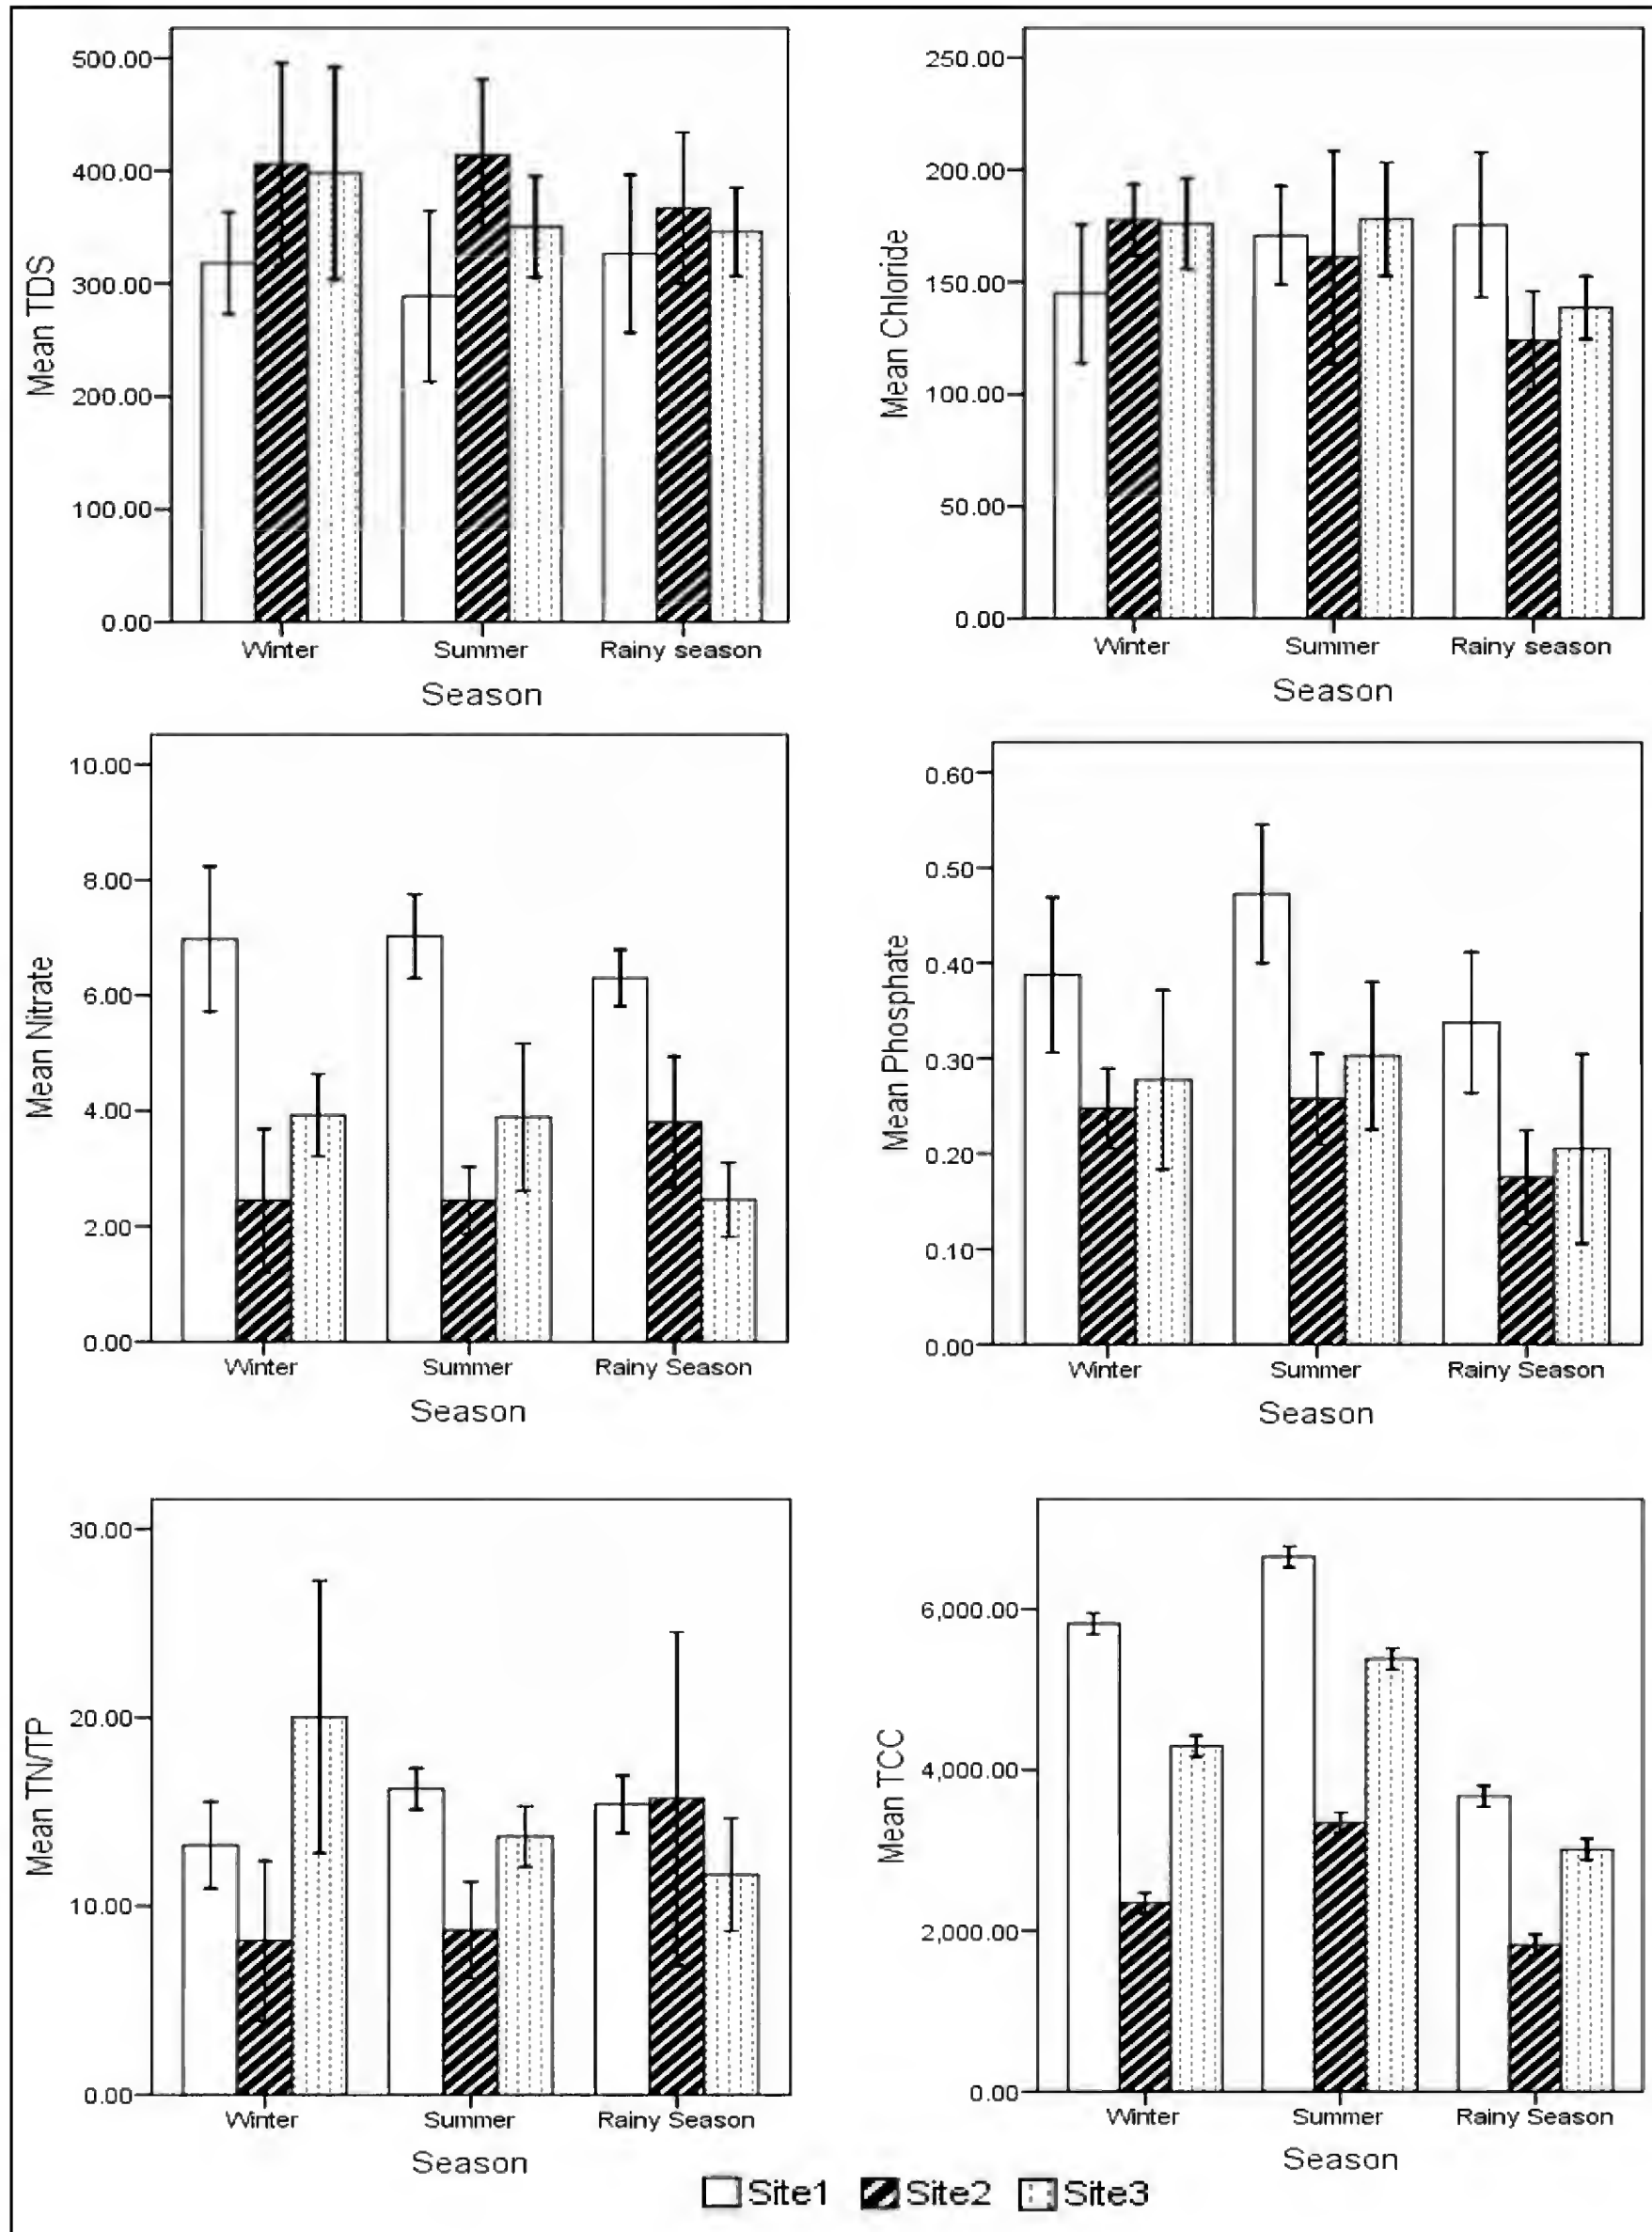 Mean TDS
500.00
400.00
300.00
200.00
100.00
0.00
Winter Summer Rainy season
Season
Mean Chloride
250.00
200.00
150.00
100.00
50.00
0.00
Winter Summer Rainy season
Season
Mean Nitrate
10.00
8.00
6.00
4.00
2.00
0.00
Winter Summer Rainy Season
Season
Mean Phosphate
0.60
0.50
0.40
0.30
0.20
0.10
0.00
Winter Summer Rainy Season
Season
Mean TN/TP
30.00
20.00
10.00
0.00
Winter Summer Rainy Season
Season
Mean TCC
6,000.00
4,000.00
2,000.00
0.00
Winter Summer Rainy Season
Season
Site1 Site2 Site3